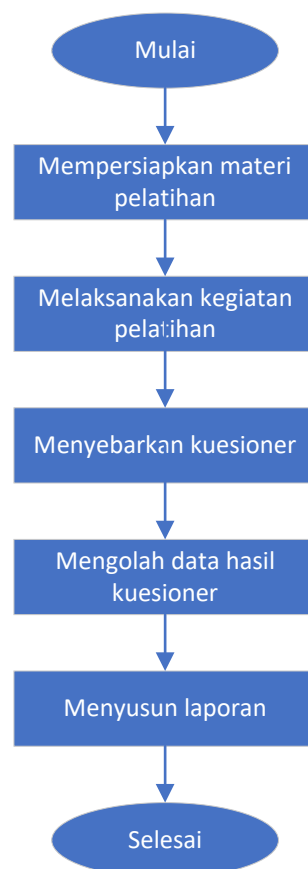 Mulai
Mempersiapkan materi
pelatihan
Melaksanakan kegiatan
pelatihan
Menyebarkan kuesioner
Mengolah data hasil
kuesioner
Menyusun laporan
Selesai